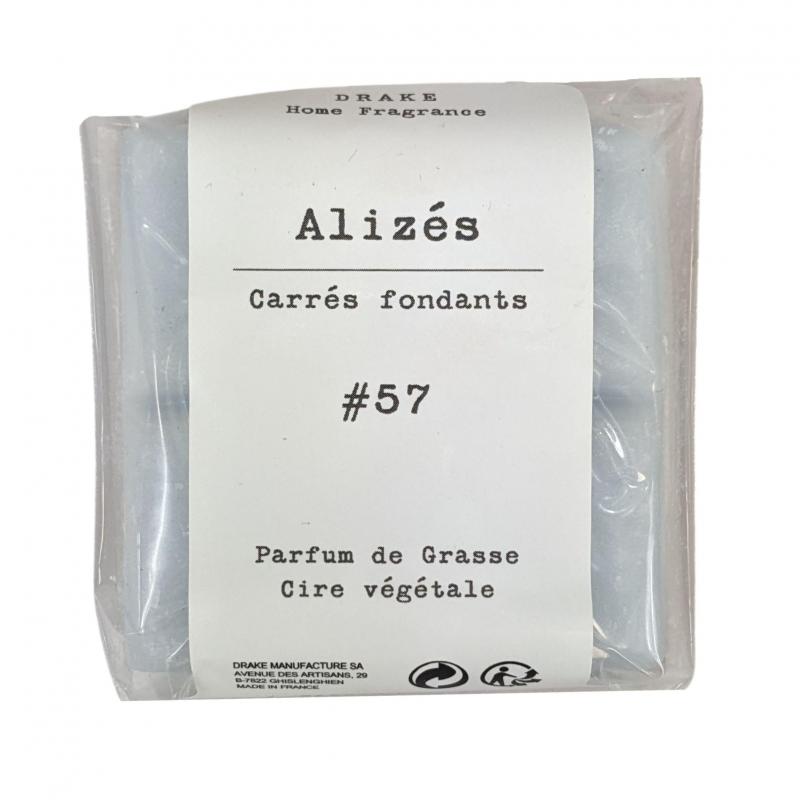 DRAKE
Home Fragrance
Alizés
Carrés fondants
#57
Parfum de Grasse
Cire végétale
DRAKE MANUFACTURE SA
AVENUE DES ARTISANS, 29
B-7822 GHISLENGHIEN
MADE IN FRANCE